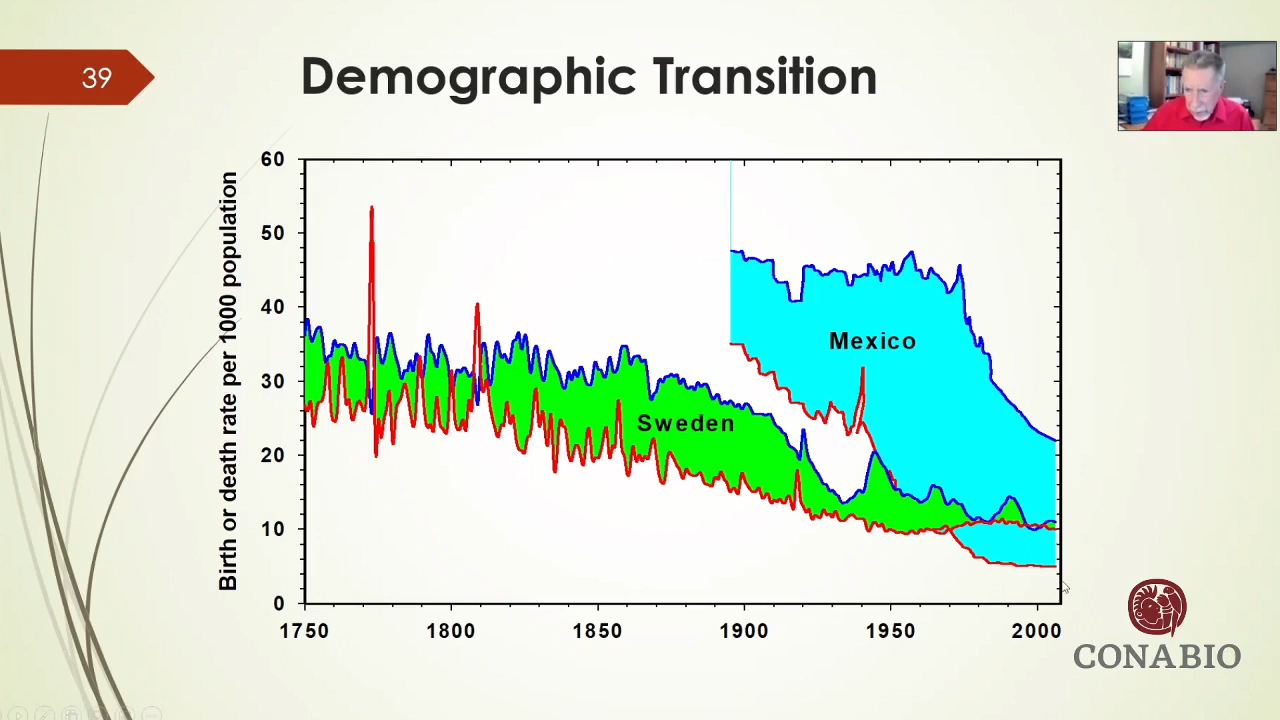 39
Demographic Transition
Birth or death rate per 1000 population
60
50
40
30
20
10
0
Mexico
Sweden
1750
1800
1850
1900
1950
2000
CONABIO